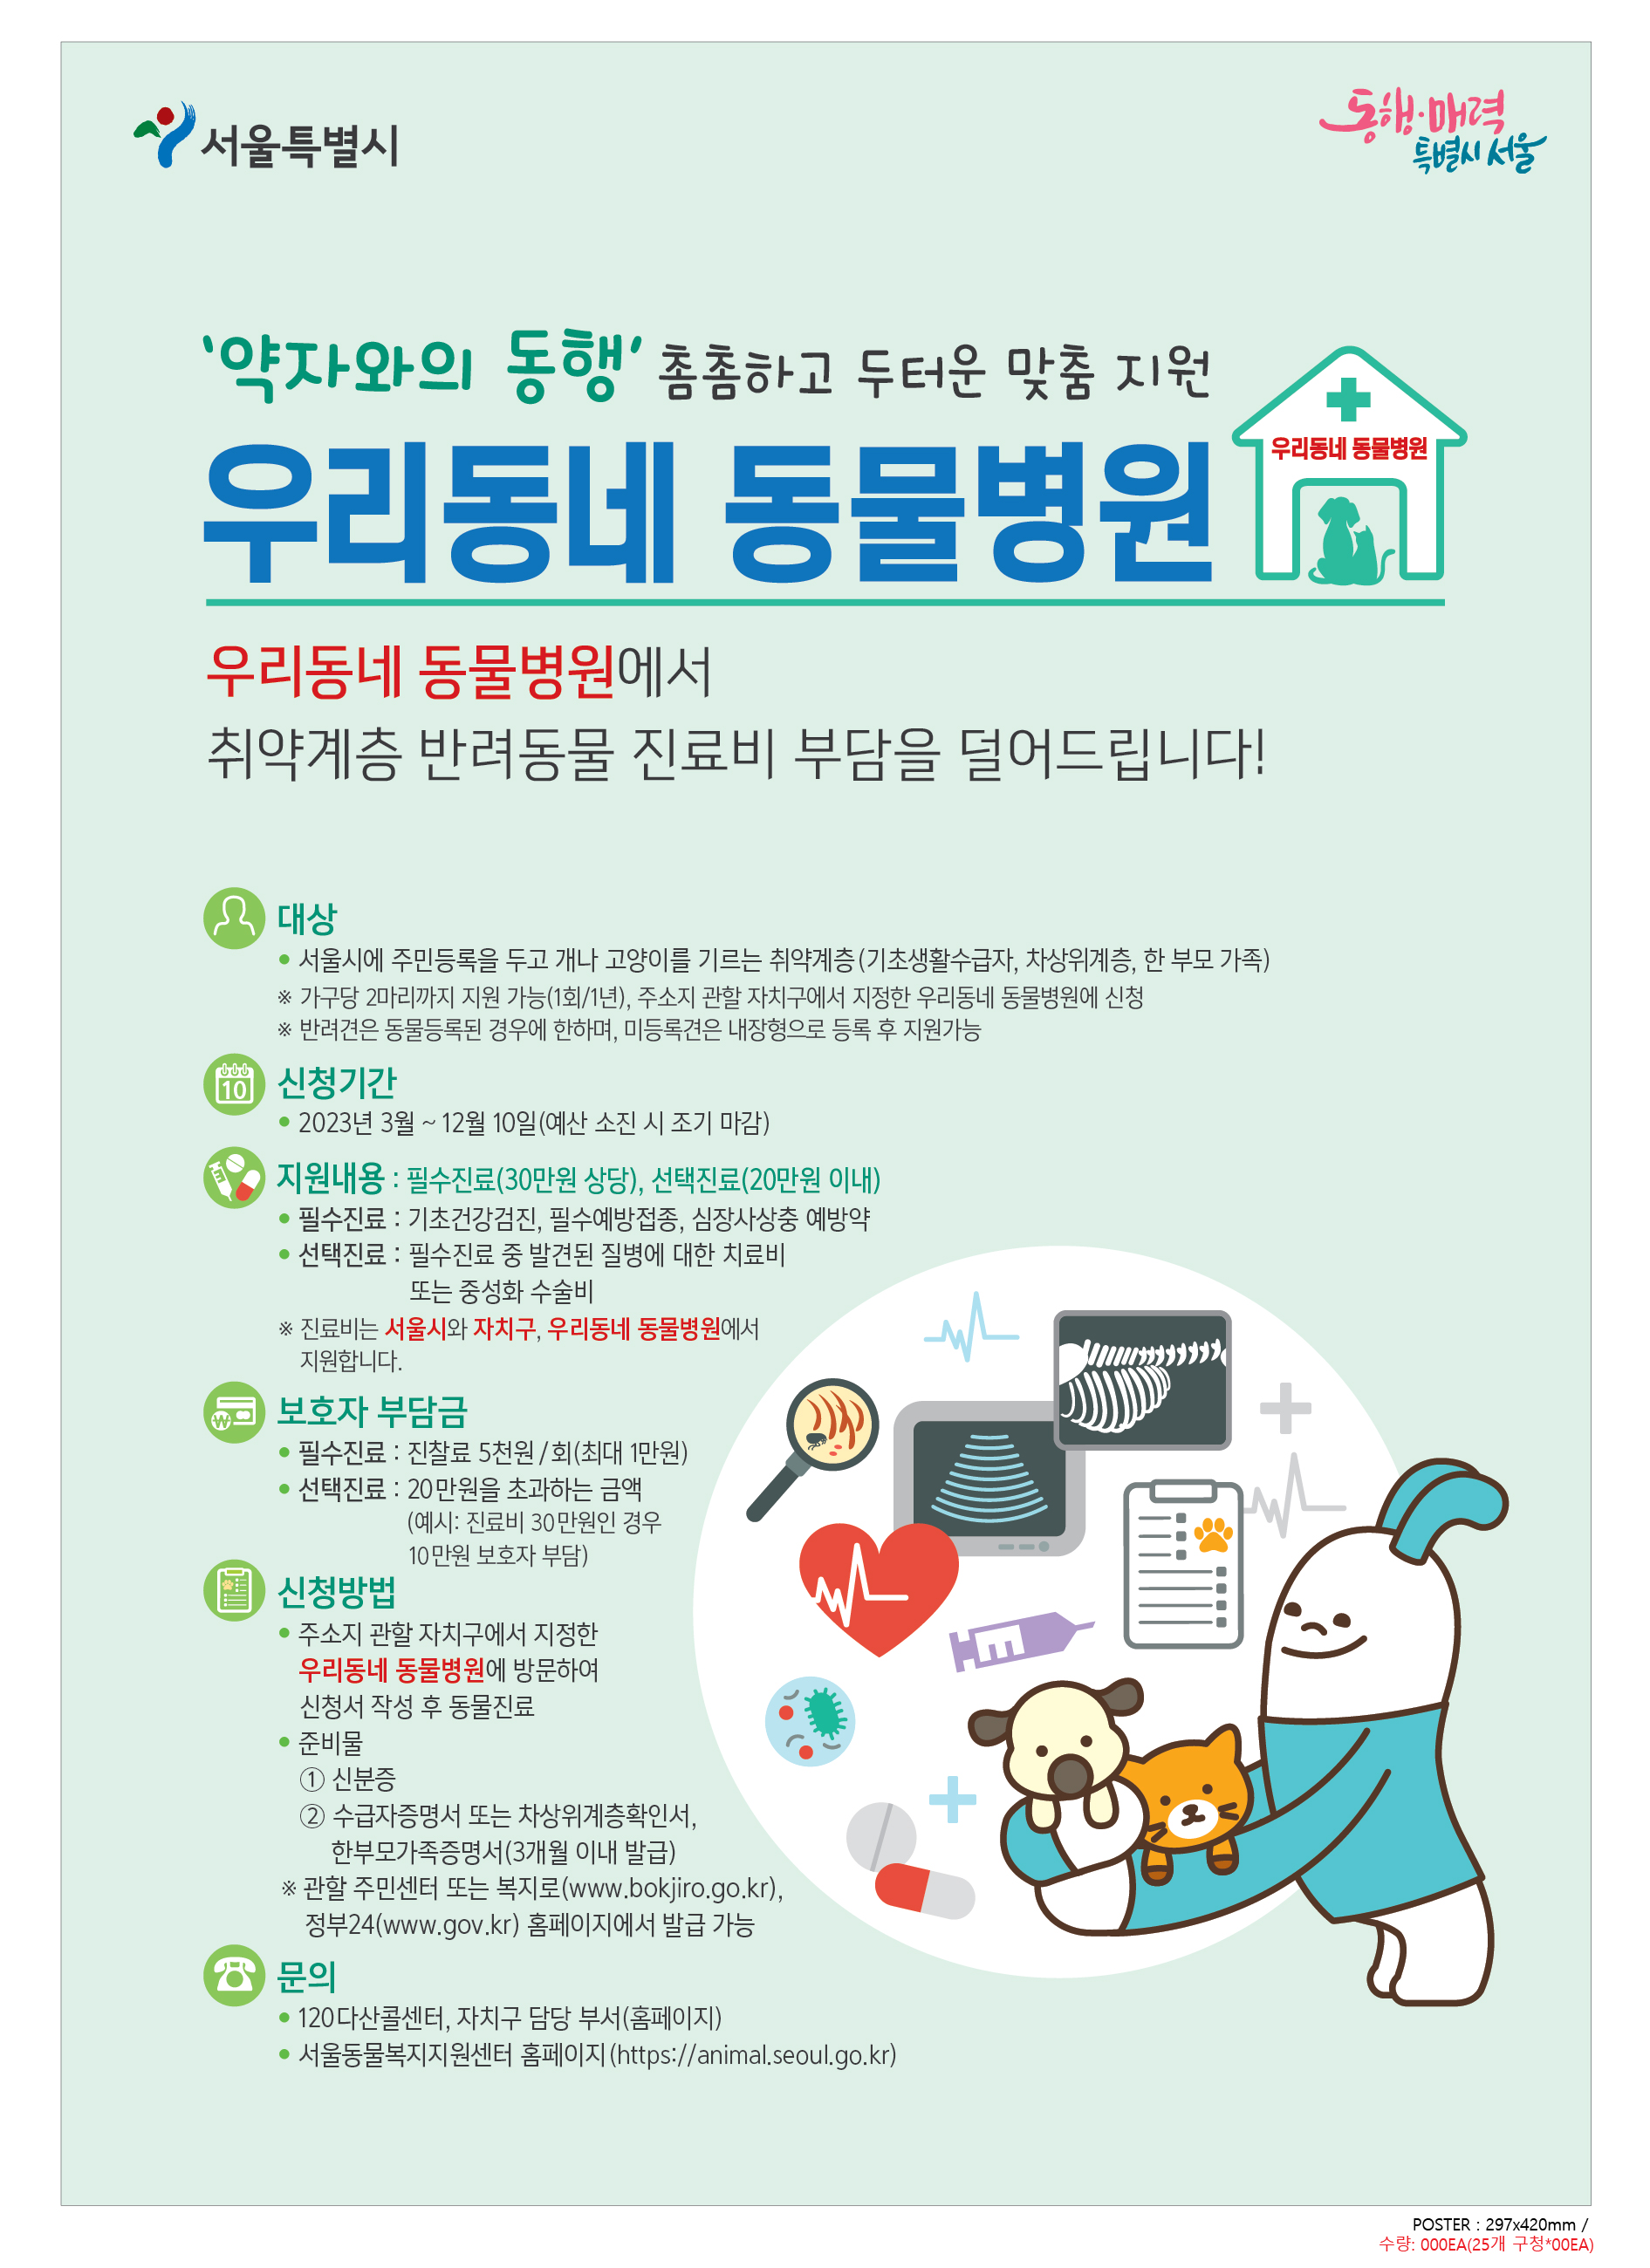 서울특별시
동행·매력
특별시 서울
'약자와의 동행' 촘촘하고 두터운 맞춤 지원
우리동네 동물병원
우리동네 동물병원
우리동네 동물병원에서
취약계층 반려동물 진료비 부담을 덜어드립니다!
대상
• 서울시에 주민등록을 두고 개나 고양이를 기르는 취약계층(기초생활수급자, 차상위계층, 한 부모 가족)
※ 가구당 2마리까지 지원 가능(1회/1년), 주소지 관할 자치구에서 지정한 우리동네 동물병원에 신청
※ 반려견은 동물등록된 경우에 한하며, 미등록견은 내장형으로 등록 후 지원가능
10
신청기간
• 2023년 3월 ~ 12월 10일(예산 소진 시 조기 마감)
지원내용 : 필수진료(30만원 상당), 선택진료(20만원 이내)
• 필수진료 : 기초건강검진, 필수예방접종, 심장사상충 예방약
• 선택진료 : 필수진료 중 발견된 질병에 대한 치료비
또는 중성화 수술비
※ 진료비는 서울시와 자치구, 우리동네 동물병원에서
지원합니다.
₩
보호자 부담금
• 필수진료 : 진찰료 5천원/회(최대 1만원)
• 선택진료 : 20만원을 초과하는 금액
(예시: 진료비 30만원인 경우
10만원 보호자 부담)
신청방법
• 주소지 관할 자치구에서 지정한
우리동네 동물병원에 방문하여
신청서 작성 후 동물진료
• 준비물
① 신분증
② 수급자증명서 또는 차상위계층확인서,
한부모가족증명서(3개월 이내 발급)
※ 관할 주민센터 또는 복지로(www.bokjiro.go.kr),
정부24(www.gov.kr) 홈페이지에서 발급 가능
문의
• 120다산콜센터, 자치구 담당 부서(홈페이지)
• 서울동물복지지원센터 홈페이지(https://animal.seoul.go.kr)
POSTER : 297x420mm /
수량: 000EA(25개 구청*00EA)